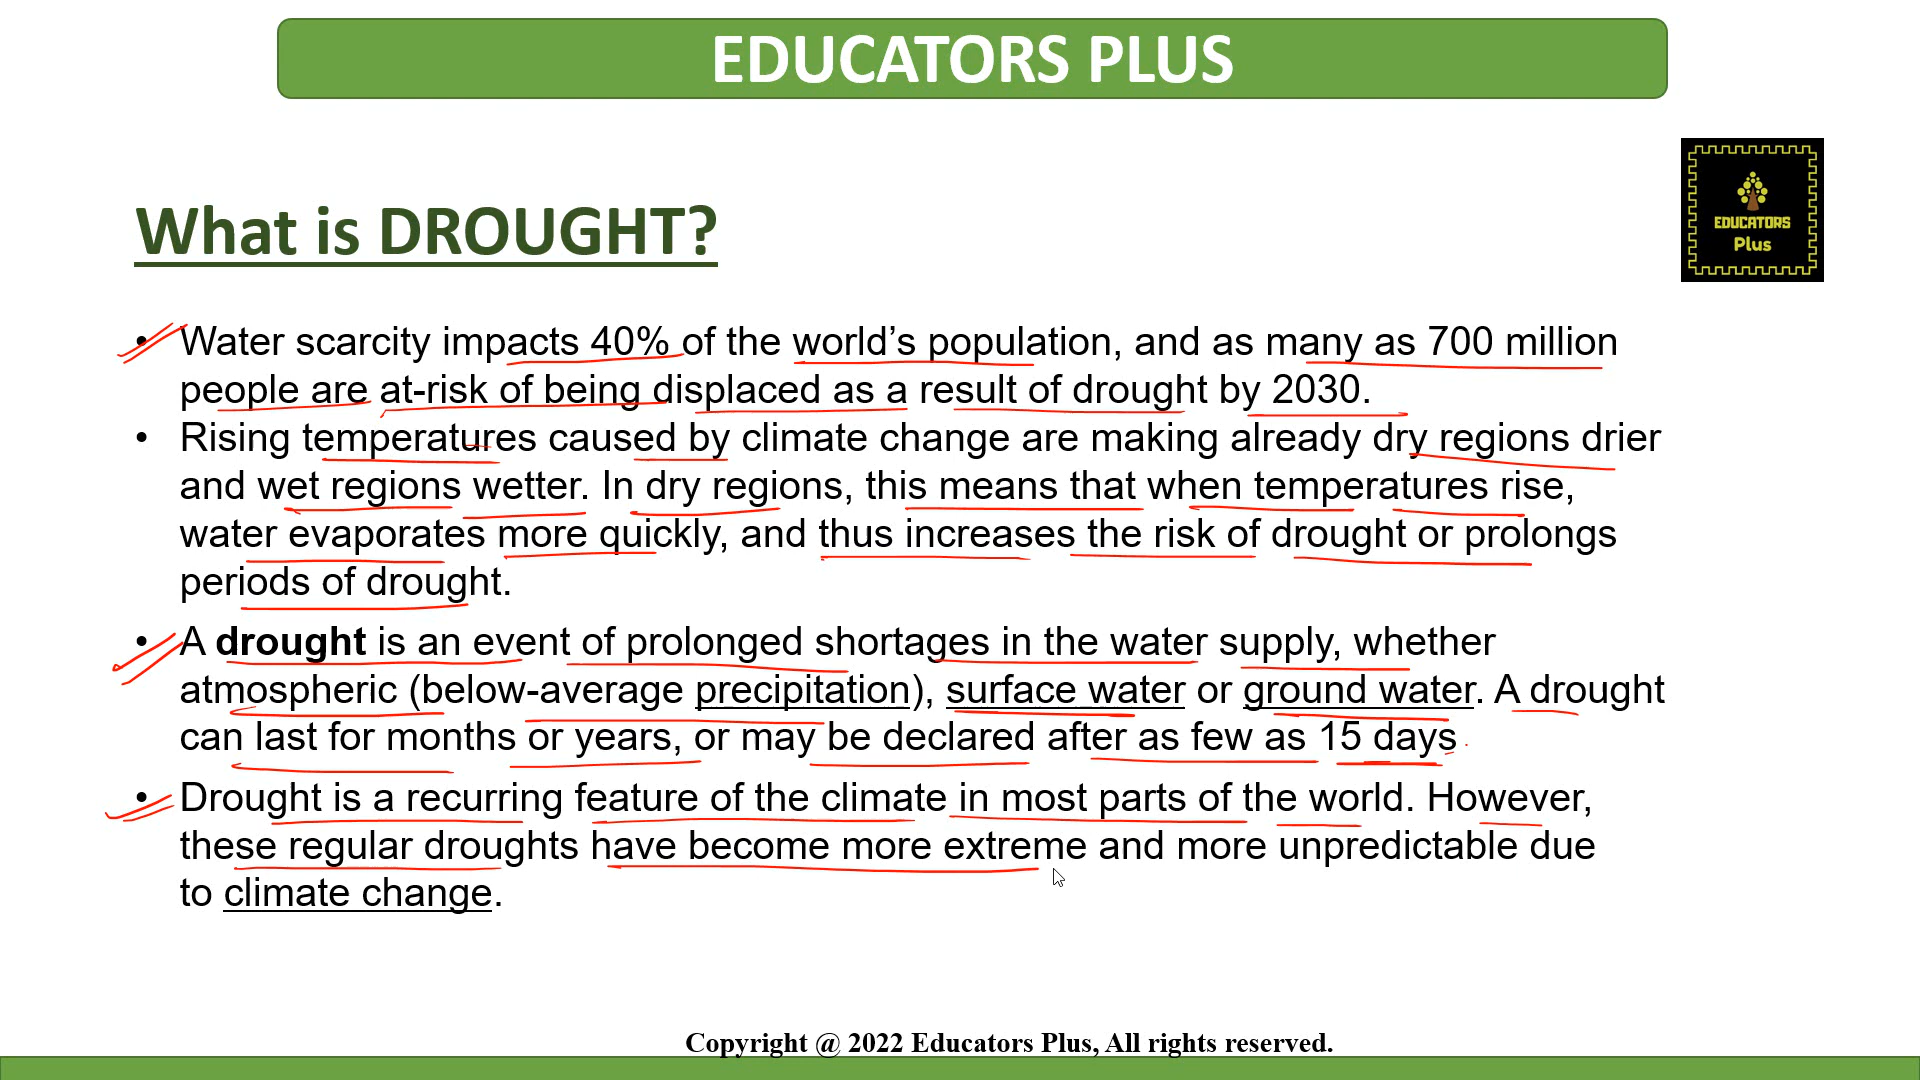 EDUCATORS PLUS
EDUCATORS
Plus
What is DROUGHT?
• Water scarcity impacts 40% of the world’s population, and as many as 700 million
people are at-risk of being displaced as a result of drought by 2030.
• Rising temperatures caused by climate change are making already dry regions drier
and wet regions wetter. In dry regions, this means that when temperatures rise,
water evaporates more quickly, and thus increases the risk of drought or prolongs
periods of drought.
• A drought is an event of prolonged shortages in the water supply, whether
atmospheric (below-average precipitation), surface water or ground water. A drought
can last for months or years, or may be declared after as few as 15 days
• Drought is a recurring feature of the climate in most parts of the world. However,
these regular droughts have become more extreme and more unpredictable due
to climate change.
Copyright @ 2022 Educators Plus, All rights reserved.